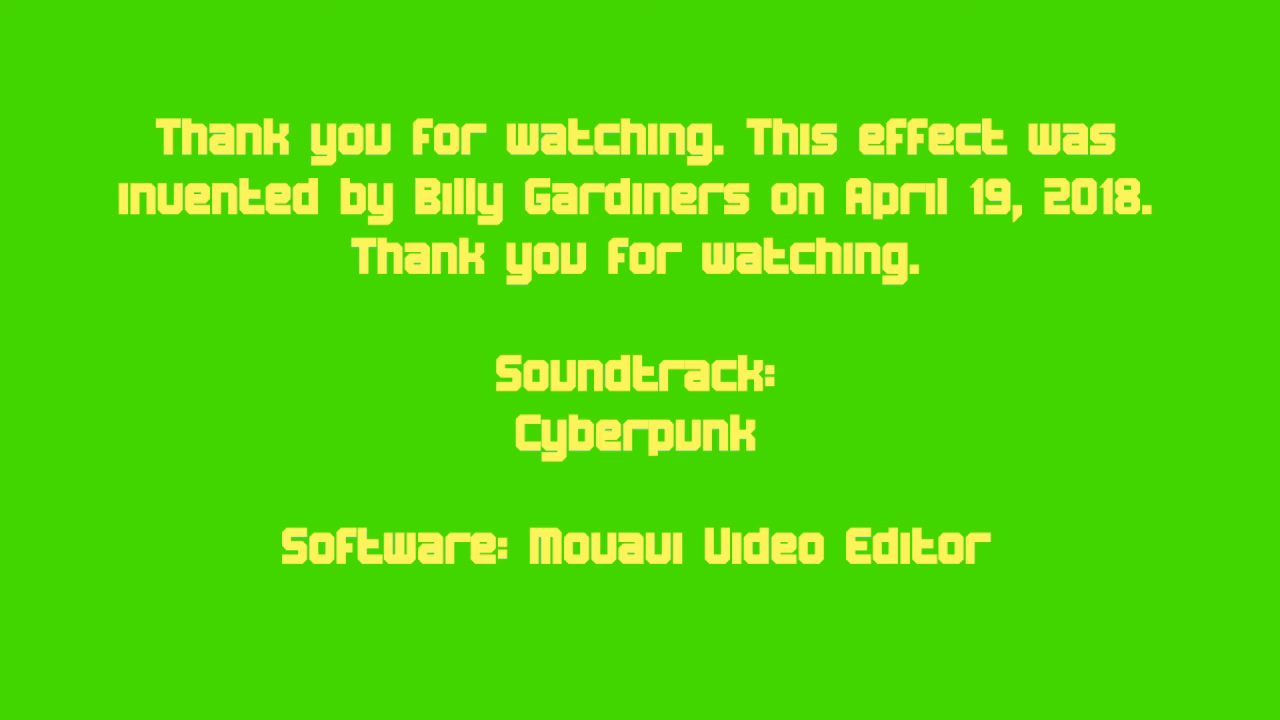 Thank you for watching. This effect was
invented by Billy Gardiners on April 19, 2018.
Thank you for watching.
Soundtrack:
Cyberpunk
Software: Movavi Video Editor